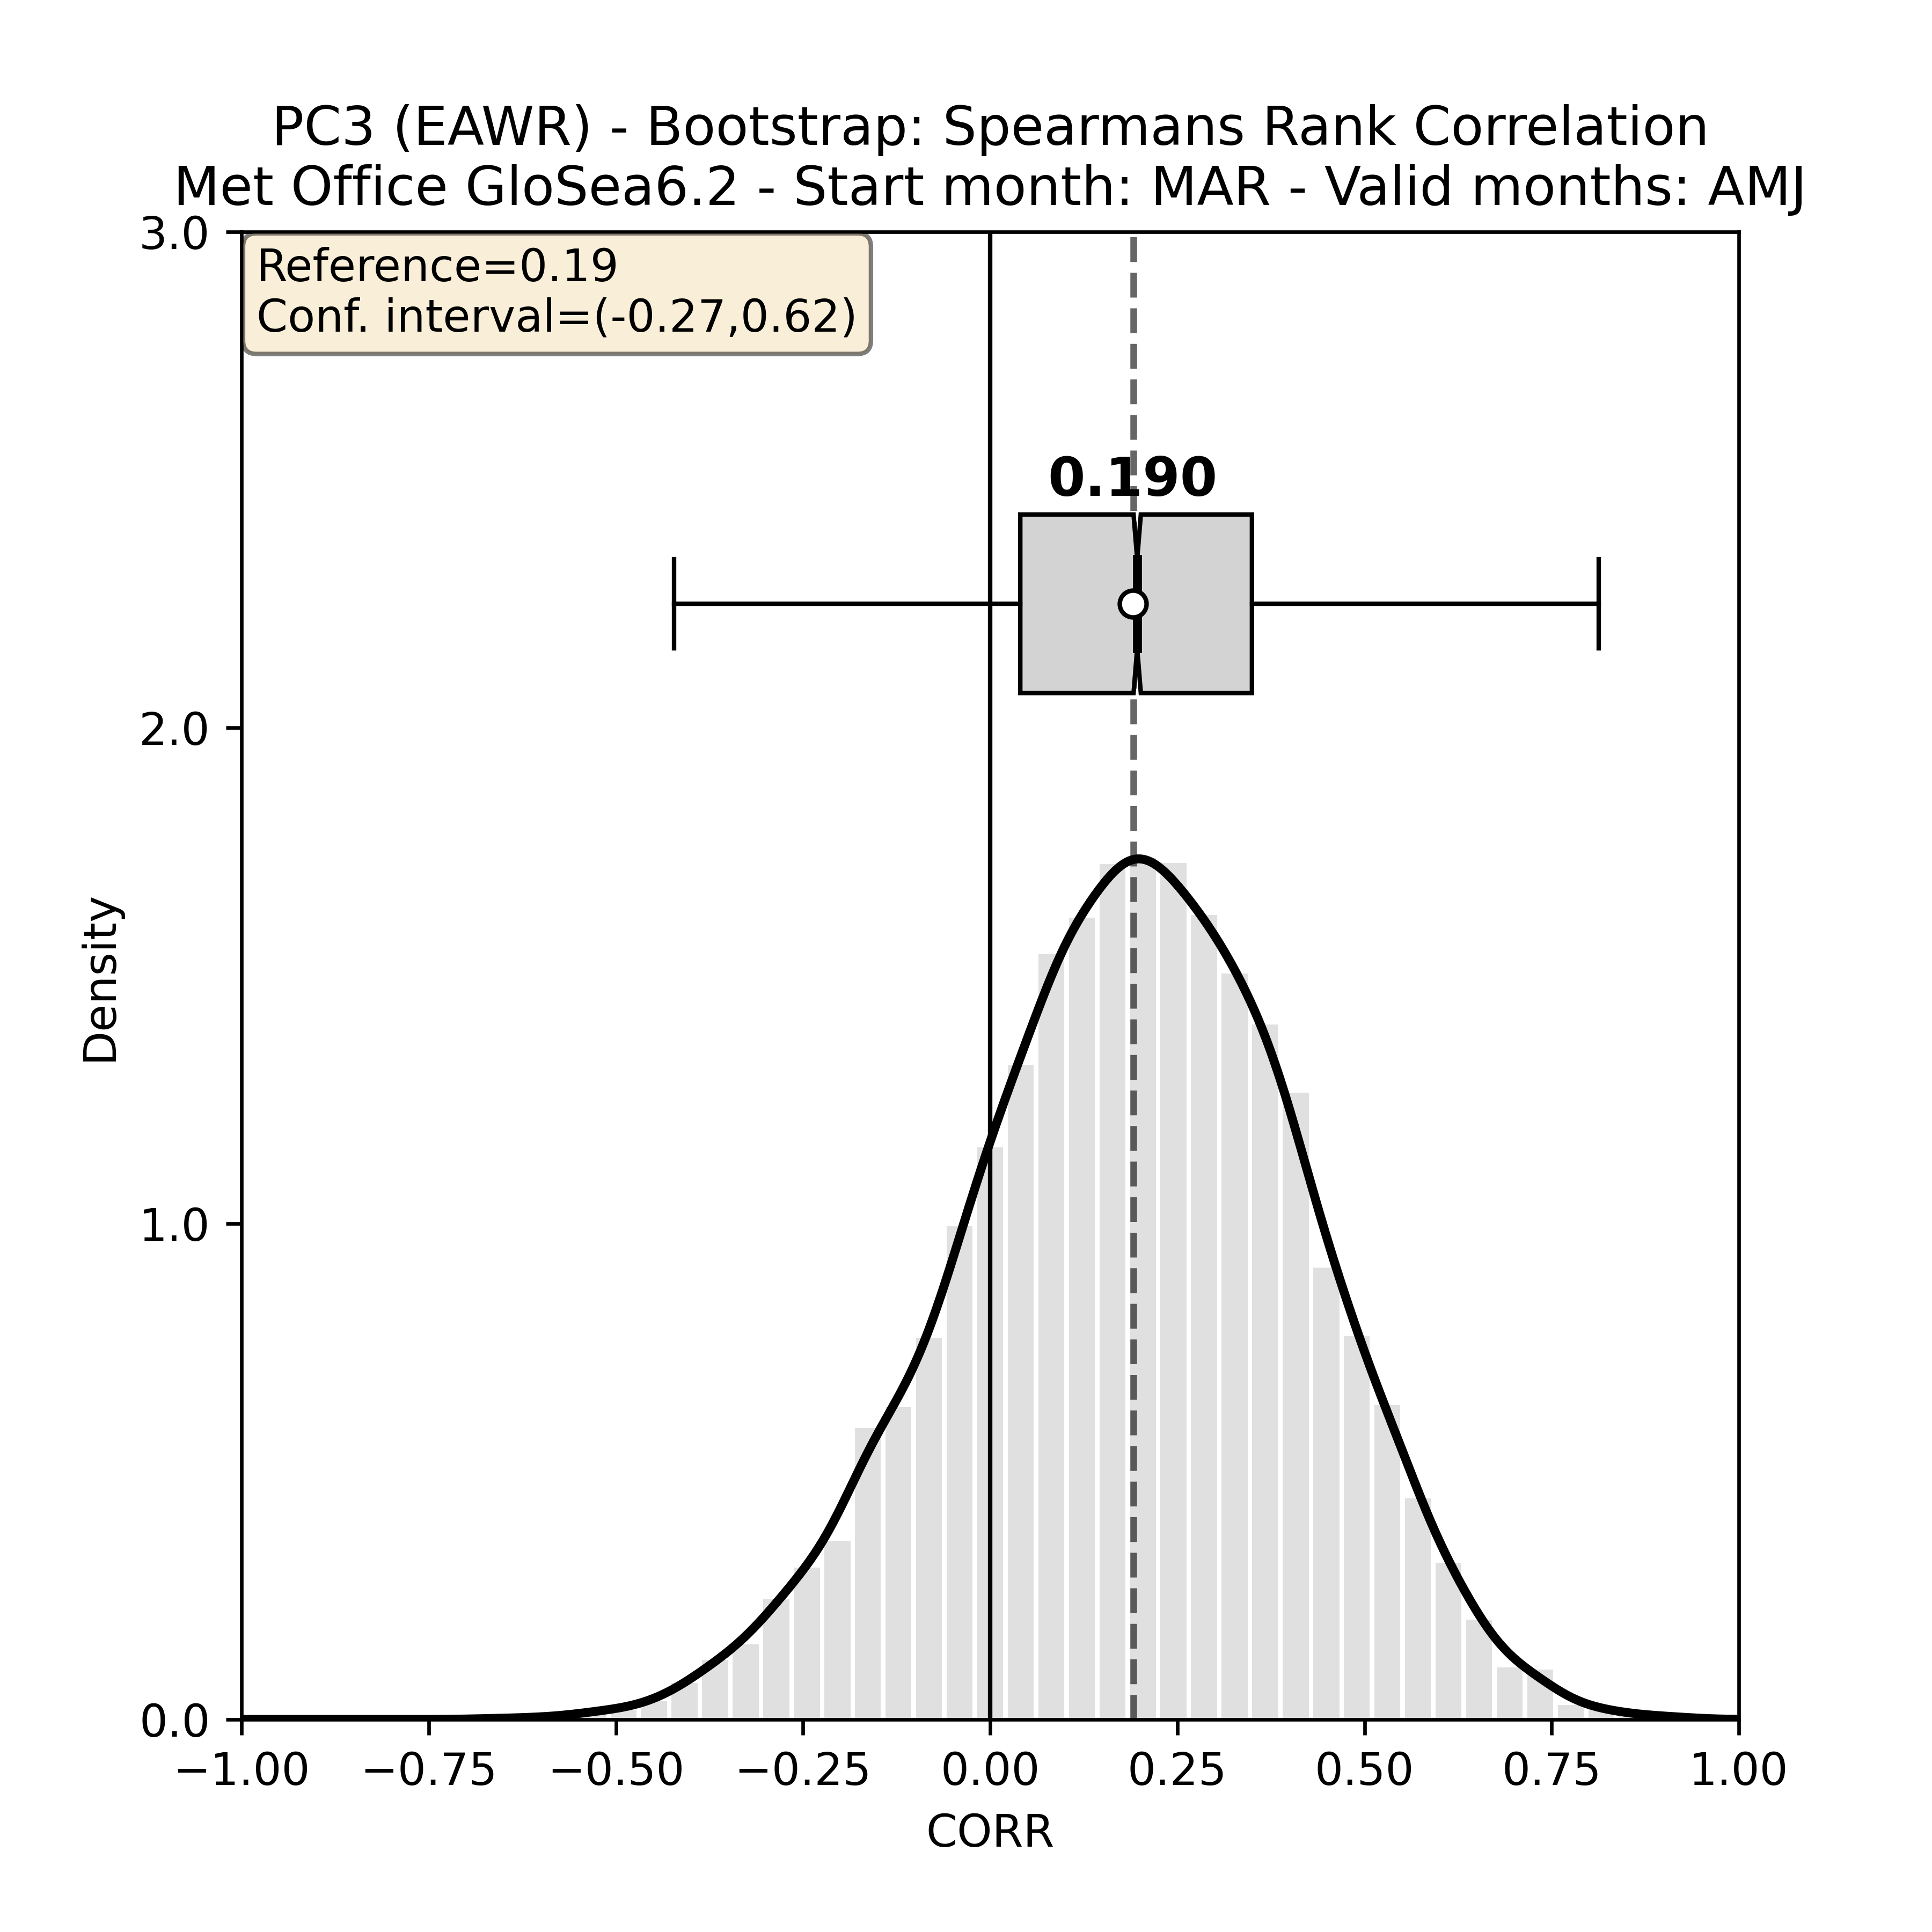 PC3 (EAWR) - Bootstrap: Spearmans Rank Correlation
Met Office GloSea6.2 - Start month: MAR - Valid months: AMJ
3.0
Reference=0.19
Conf. interval=(-0.27,0.62)
0.190
2.0
Density
1.0
0.0
−1.00 −0.75 −0.50 −0.25 0.00 0.25 0.50 0.75 1.00
CORR